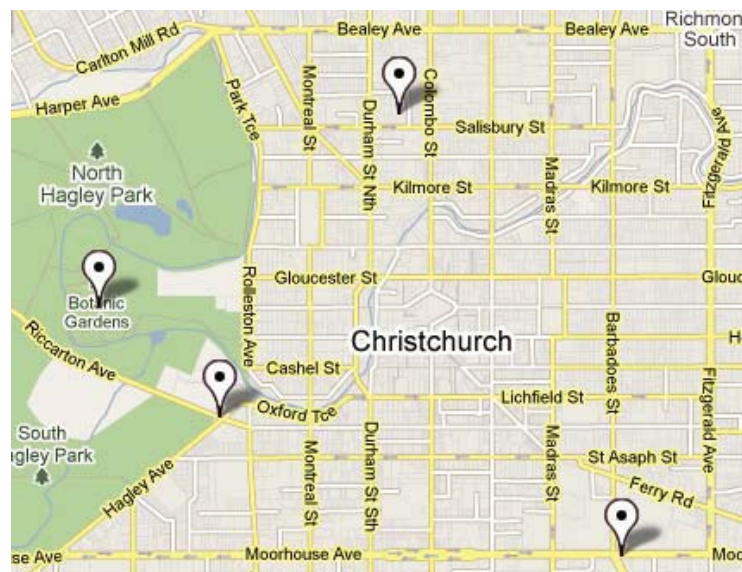 Richmond
South
Bealey Ave
Bealey Ave
Carlton Mill Rd
Harper Ave
Park Tce
Montreal St
Durham St Nth
Colombo St
Salisbury St
Fitzgerald Ave
North
Hagley Park
Kilmore St
Madras St
Kilmore St
Gloucester St
Glouc
Botanic
Gardens
Rolleston Ave
Riccarton Ave
Christchurch
Barbadoes St
H
Cashel St
Oxford Tce
Lichfield St
Fitzgerald Ave
South
agley Park
Hagley Ave
Montreal St
Durham St Sth
Madras St
St Asaph St
Ferry Rd
se Ave
Moorhouse Ave
Moo